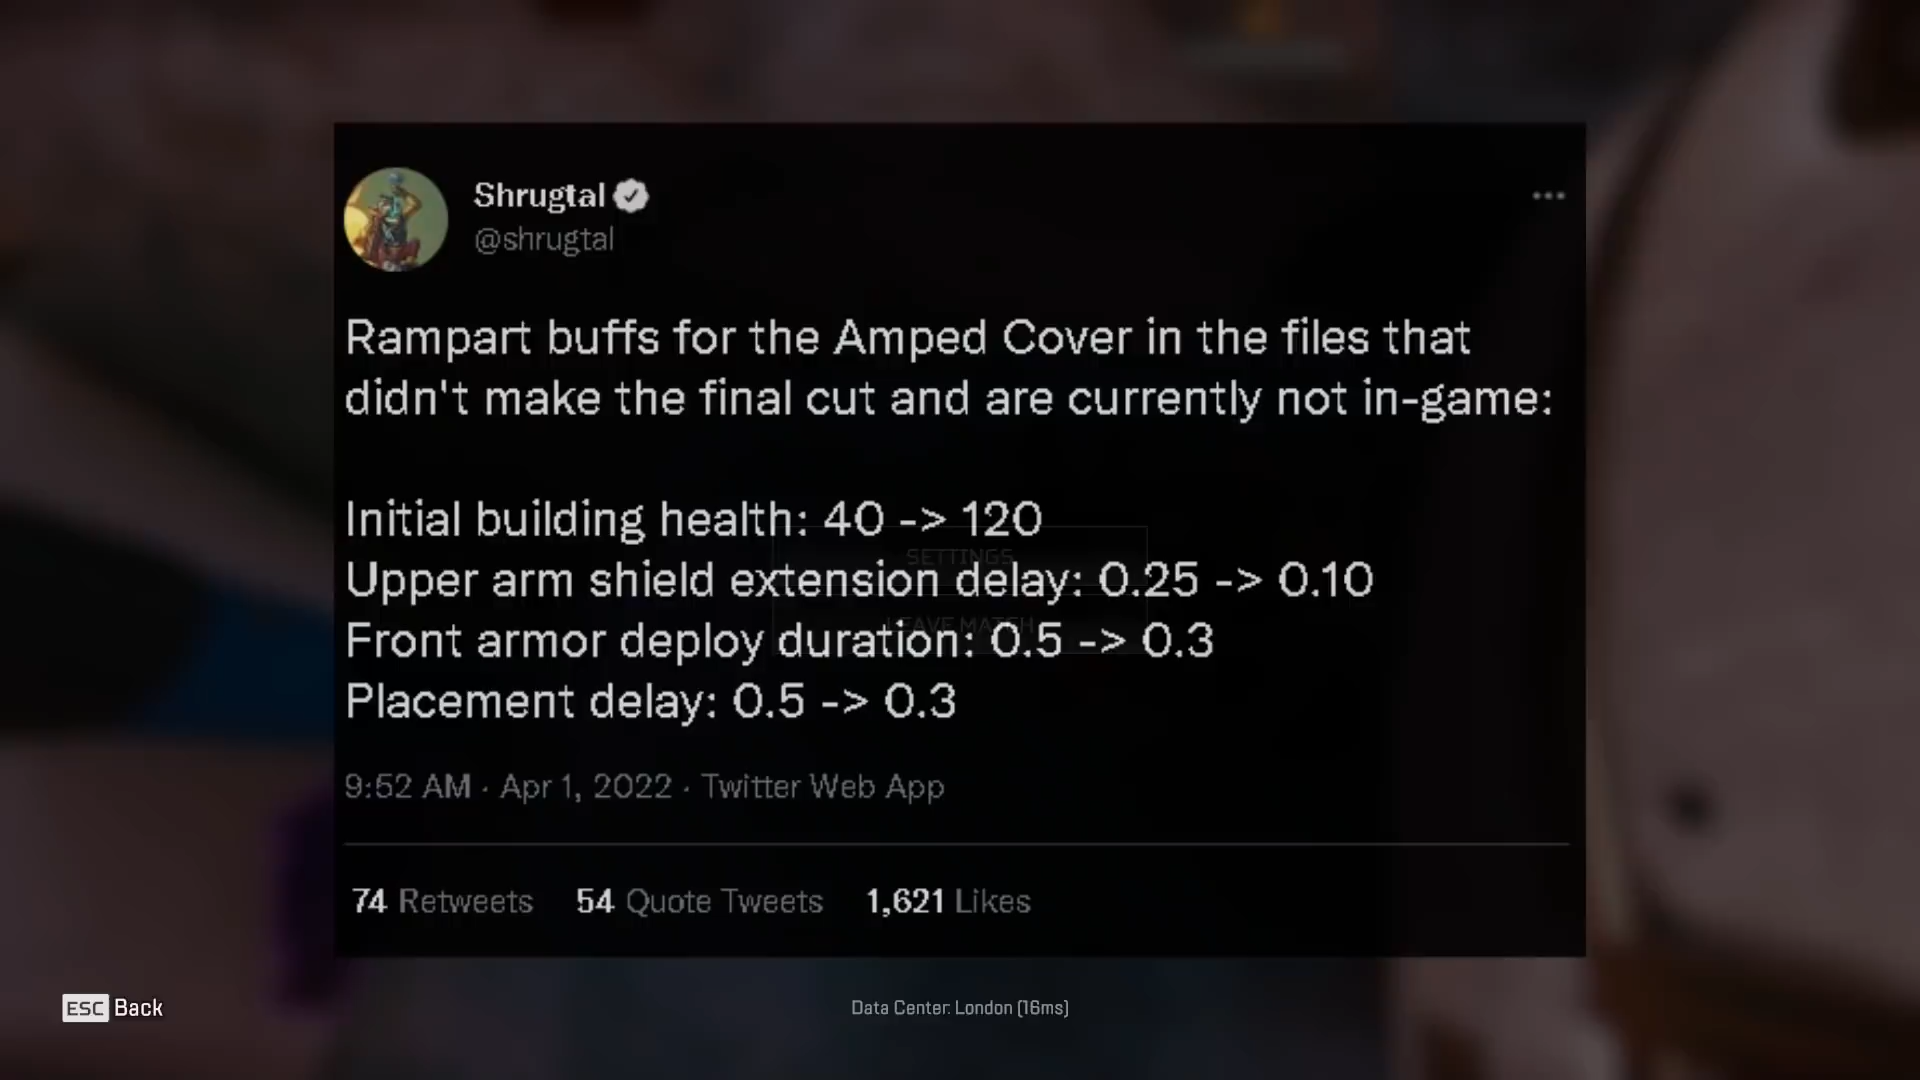 Shrugtal
@shrugtal
Rampart buffs for the Amped Cover in the files that
didn't make the final cut and are currently not in-game:
Initial building health: 40 -> 120
SETTINGS
Upper arm shield extension delay: 0.25 -> 0.10
LEAVE MATCH
Front armor deploy duration: 0.5 -> 0.3
Placement delay: 0.5 -> 0.3
9:52 AM · Apr 1, 2022 · Twitter Web App
74 Retweets 54 Quote Tweets 1,621 Likes
ESC Back
Data Center: London (16ms)